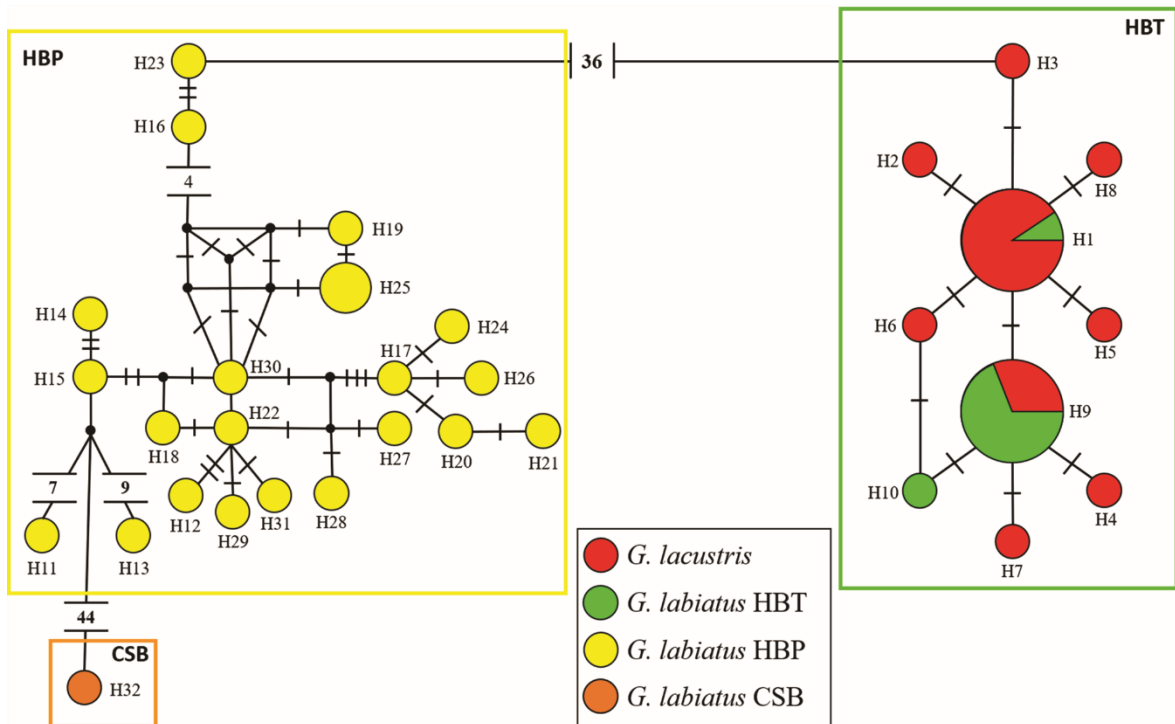 HBP
HBT
H23
36
H3
H16
H2
H8
4
H19
H1
H25
H14
H24
H6
H5
H17
H15
H30
H26
H22
H9
H18
H27
H20
H21
7
9
H12
H29
H31
H28
H10
H4
H11
H13
H7
G. lacustris
G. labiatus HBT
G. labiatus HBP
G. labiatus CSB
44
CSB
H32